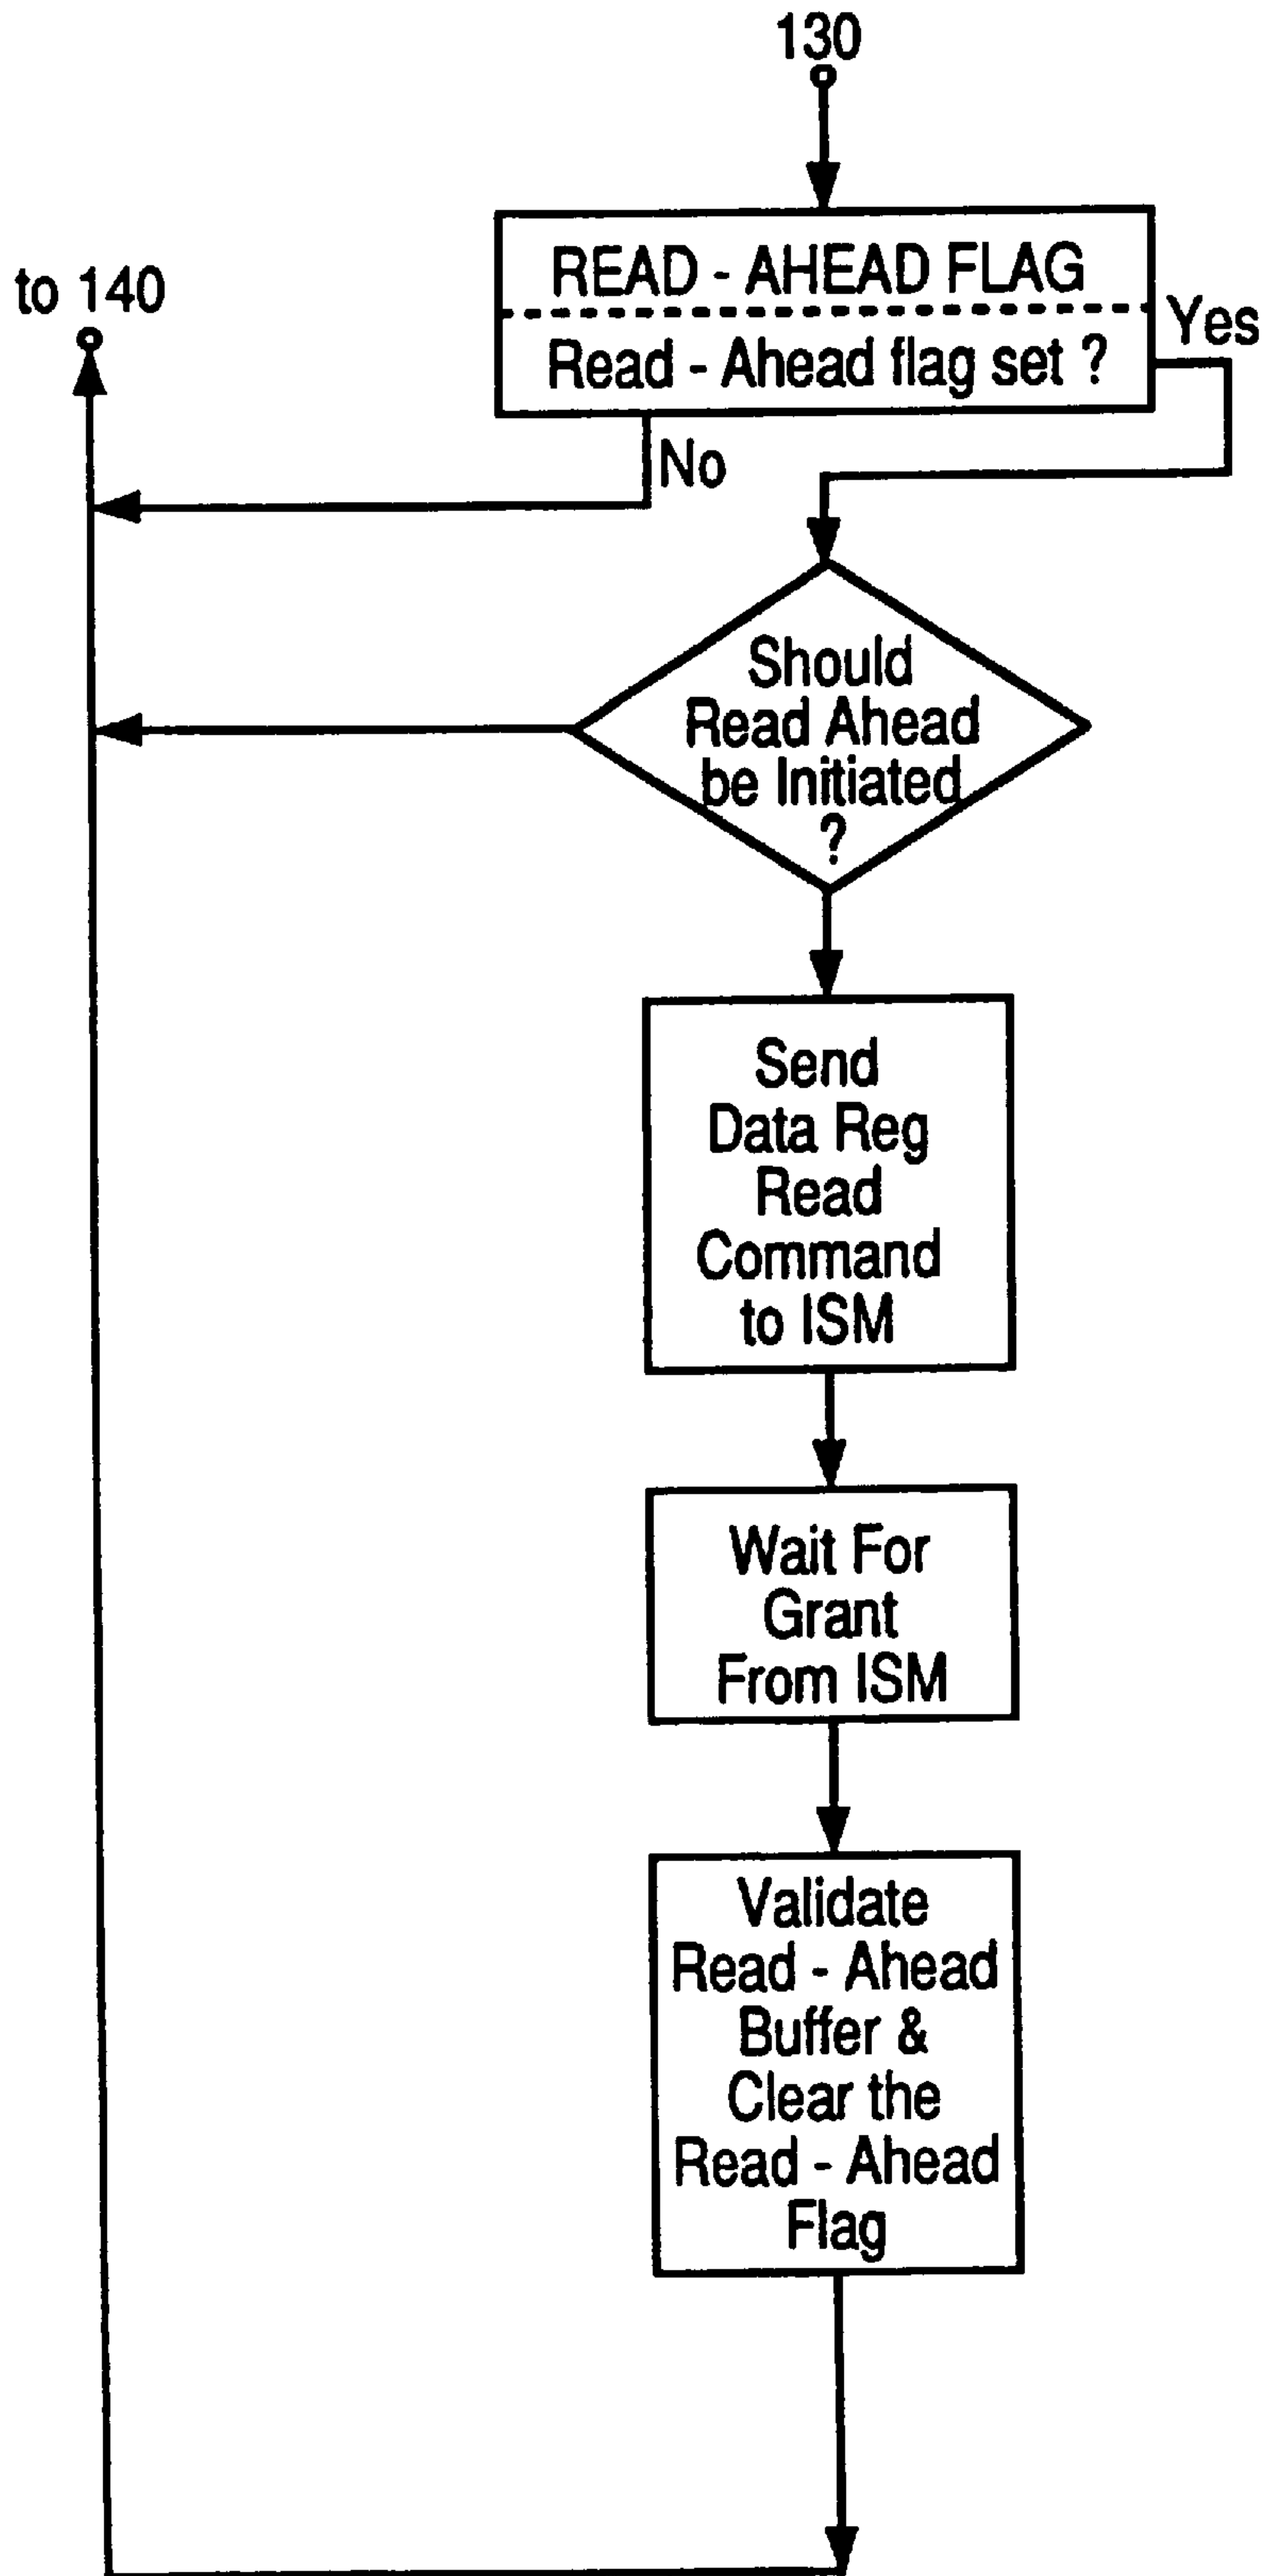 130
to 140
READ - AHEAD FLAG
Read - Ahead flag set ?
Yes
No
Should
Read Ahead
be Initiated
?
Send
Data Reg
Read
Command
to ISM
Wait For
Grant
From ISM
Validate
Read - Ahead
Buffer &
Clear the
Read - Ahead
Flag